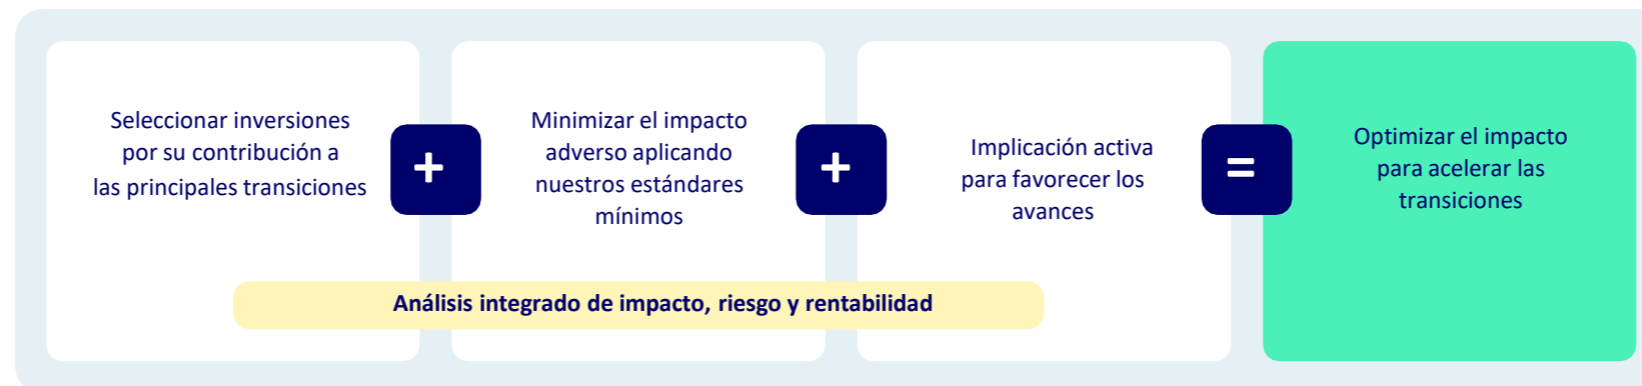 Seleccionar inversiones
por su contribución a
las principales transiciones
+
Minimizar el impacto
adverso aplicando
nuestros estándares
mínimos
+
Implicación activa
para favorecer los
avances
=
Optimizar el impacto
para acelerar las
transiciones
Análisis integrado de impacto, riesgo y rentabilidad